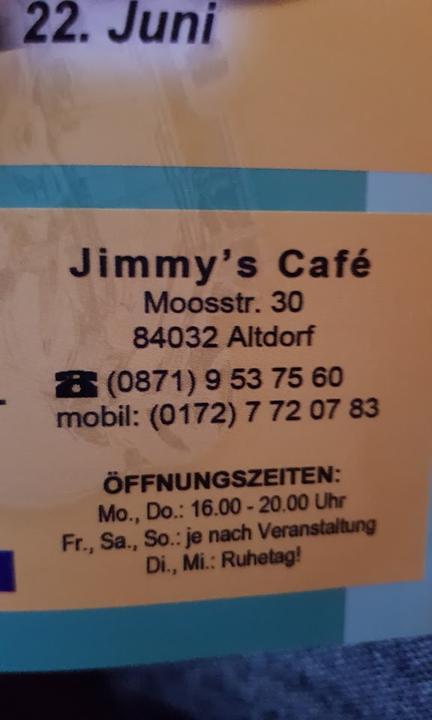 22. Juni
Jimmy's Café
Moosstr. 30
84032 Altdorf
☎ (0871) 9 53 75 60
mobil: (0172) 7 72 07 83
ÖFFNUNGSZEITEN:
Mo., Do.: 16.00 - 20.00 Uhr
Fr., Sa., So.: je nach Veranstaltung
Di., Mi.: Ruhetag!